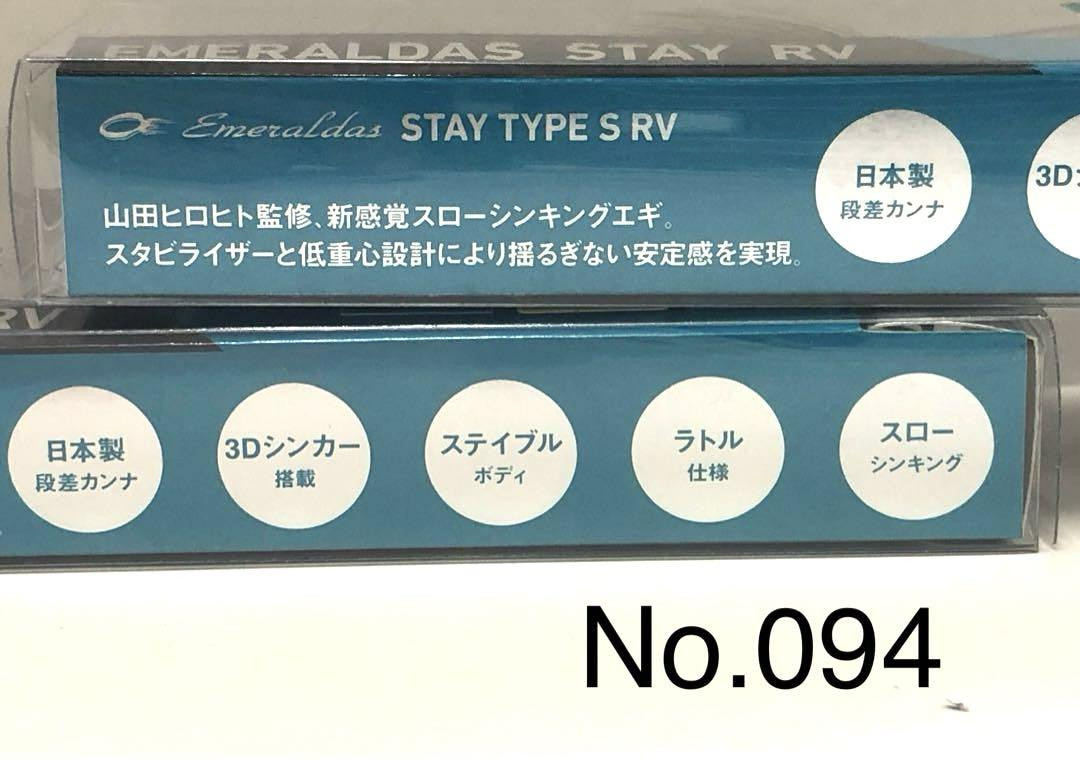 EMERALDAS STAY RV
Emeraldas STAY TYPE S RV
山田ヒロヒト監修、新感覚スローシンキングエギ。
スタビライザーと低重心設計により揺るぎない安定感を実現。
日本製
段差カンナ
3D
RV
日本製
段差カンナ
3Dシンカー
搭載
ステイブル
ボディ
ラトル
仕様
スロー
シンキング
No.094